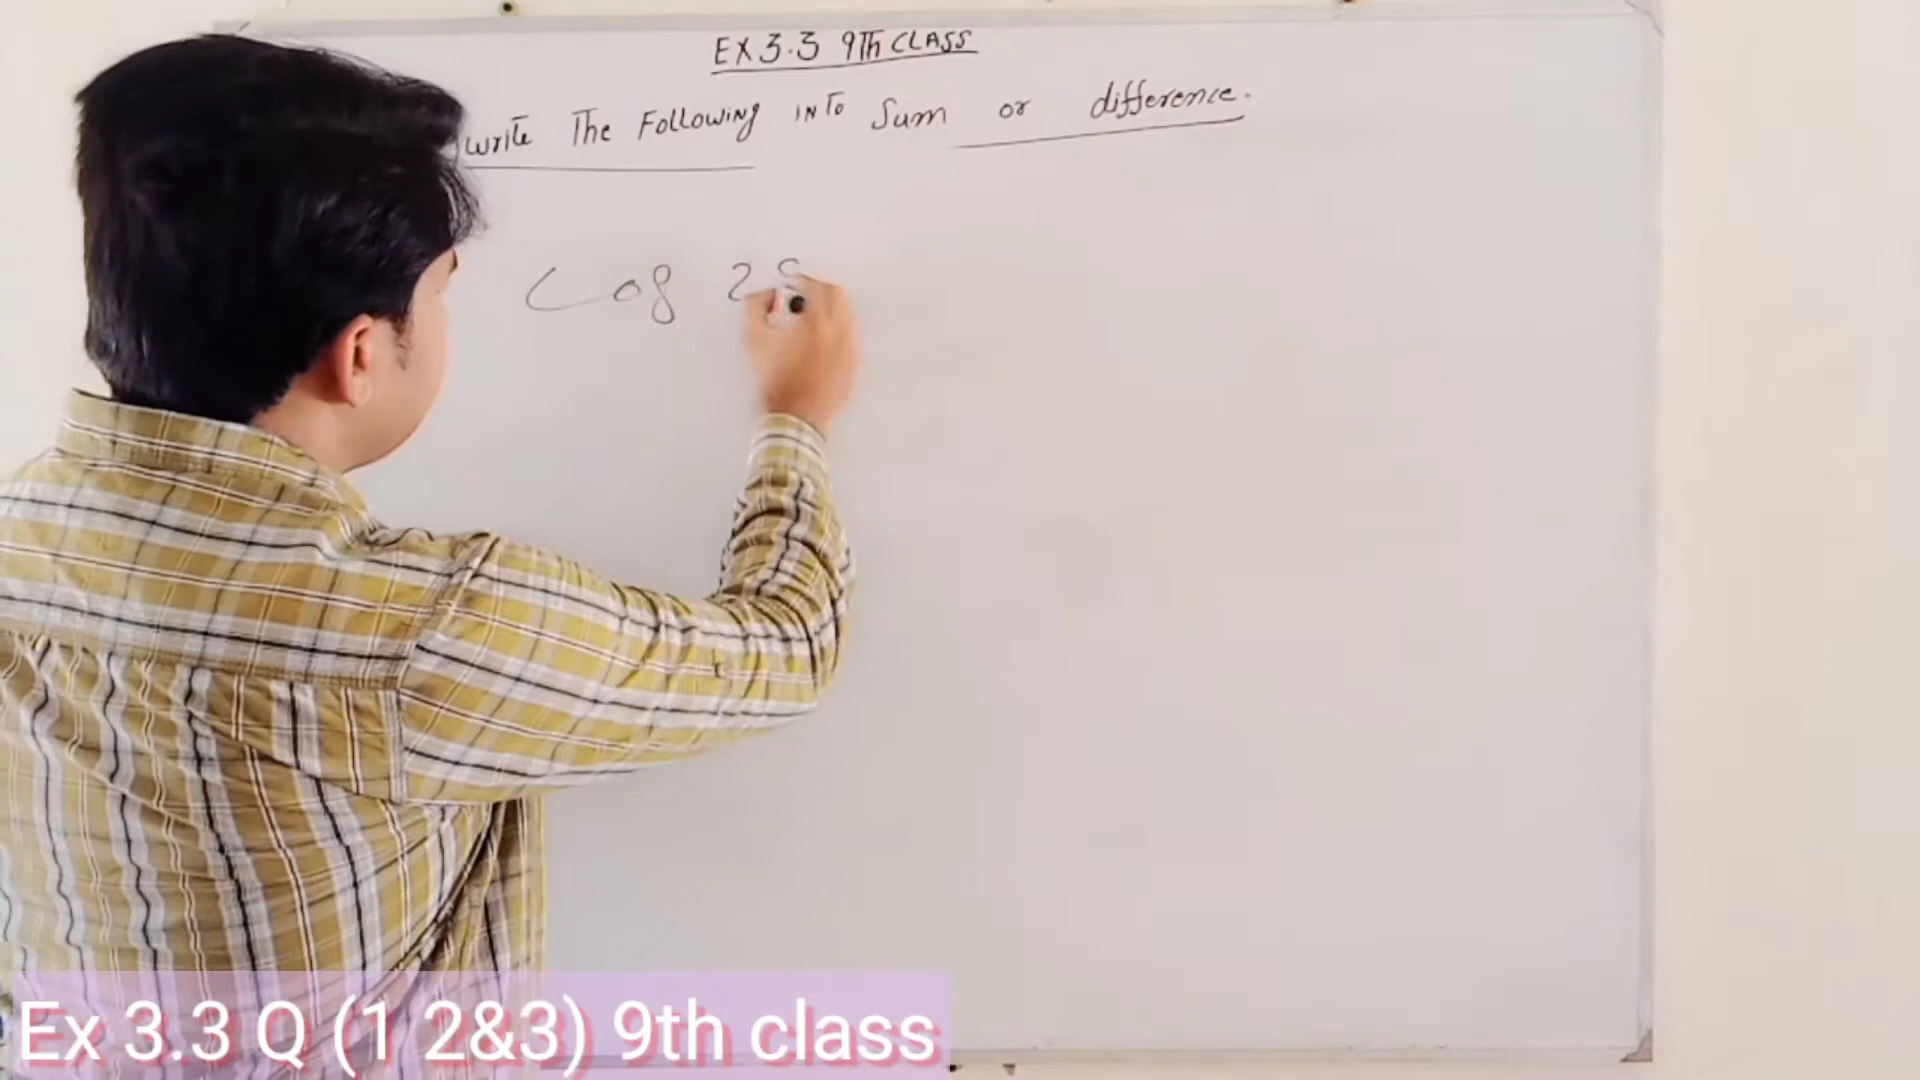 EX 3.3 9Th CLASS
write The Following INTo Sum or difference.
Log 2
Ex 3.3 Q (1 2&3) 9th class